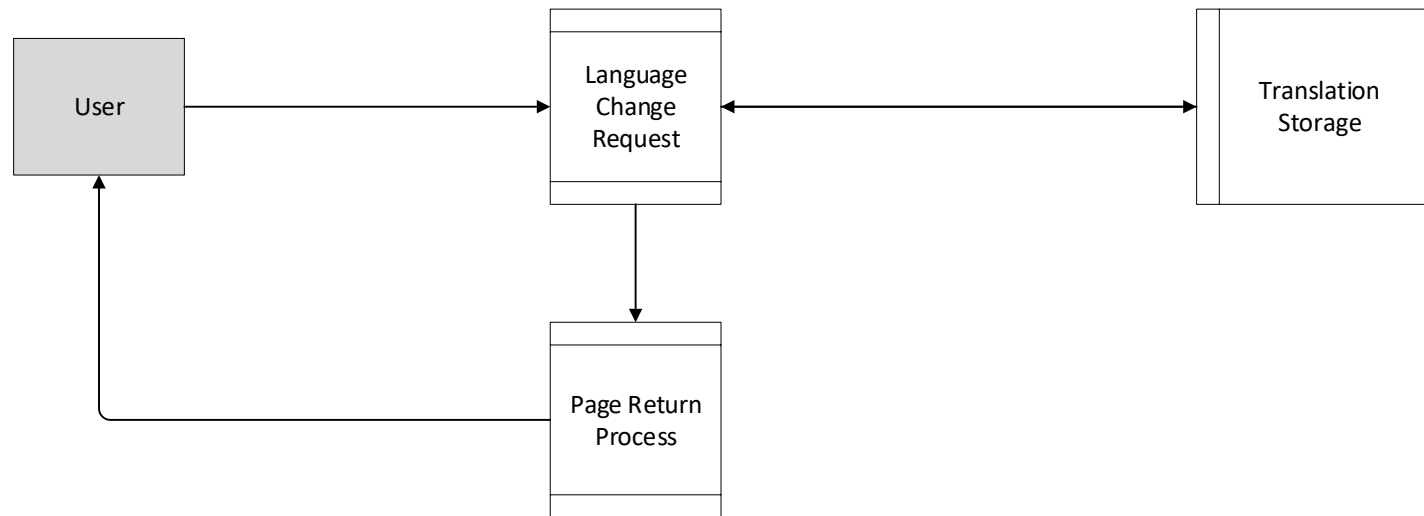 User
Language
Change
Request
Translation
Storage
Page Return
Process